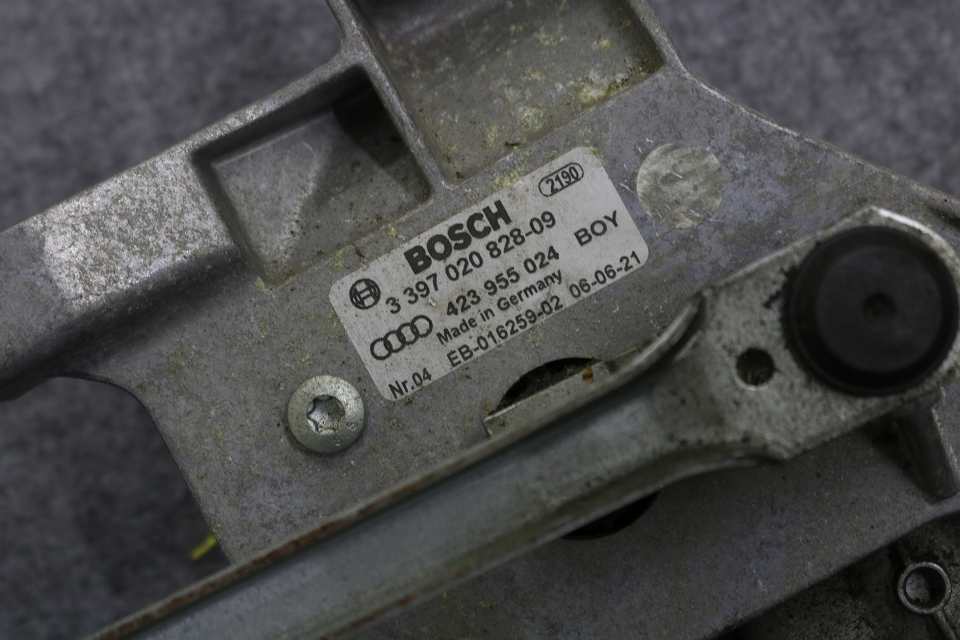 2190
BOSCH
3 397 020 828-09
423 955 024 BOY
Made in Germany
EB-016259-02 06-06-21
Nr.04